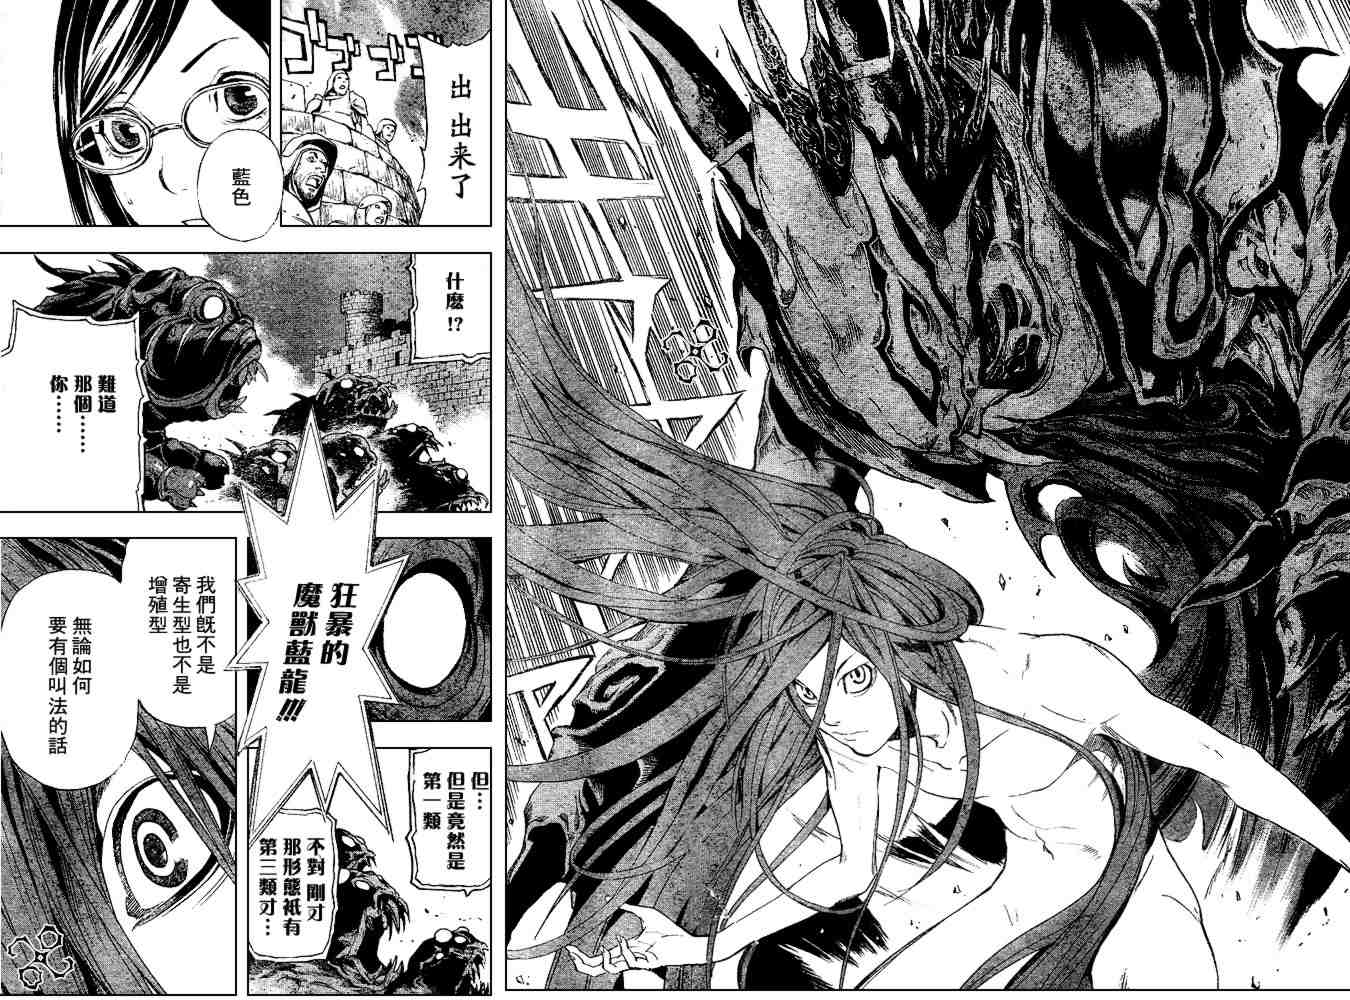 ゴゴゴゴ
出出来了
藍色
什麽!?
難道
那個……
你……
狂暴的
魔獸藍龍!!!
但…
但是竟然是
第一類
不對 剛才
那形態衹有
第三類才…
我們既不是
寄生型也不是
增殖型
無論如何
要有個叫法的話